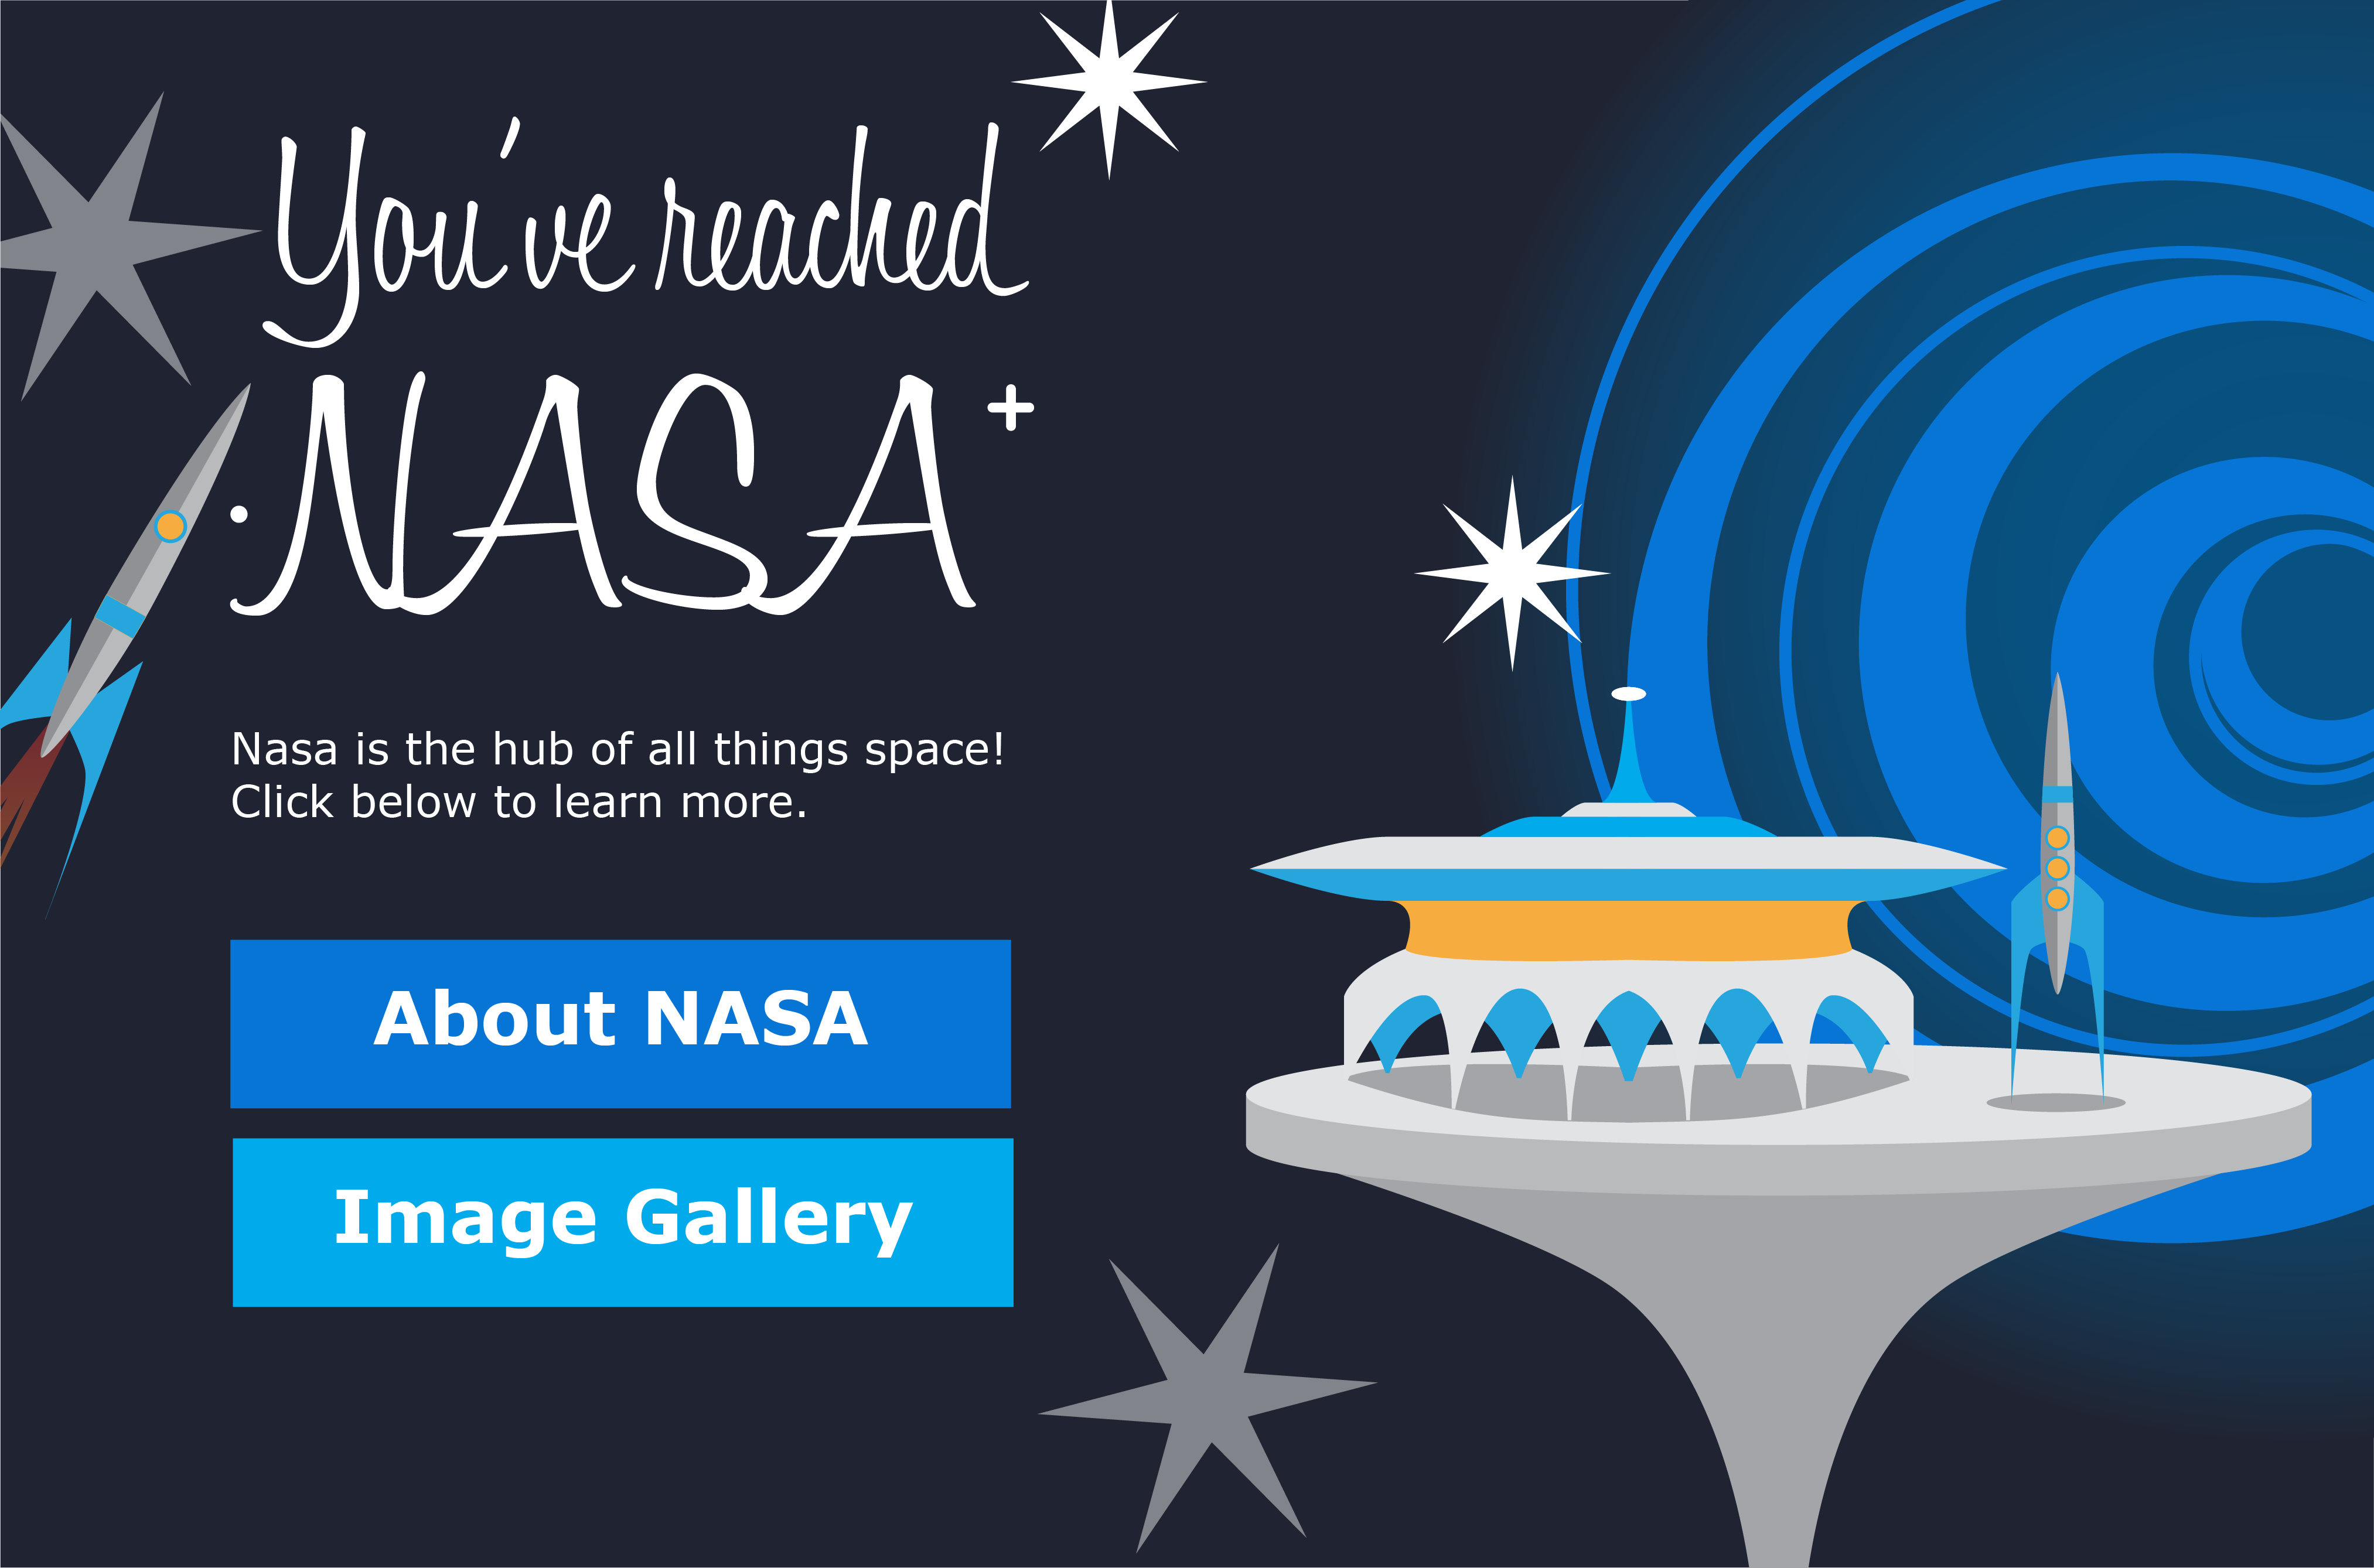 You've reached
NASA+
Nasa is the hub of all things space!
Click below to learn more.
About NASA
Image Gallery